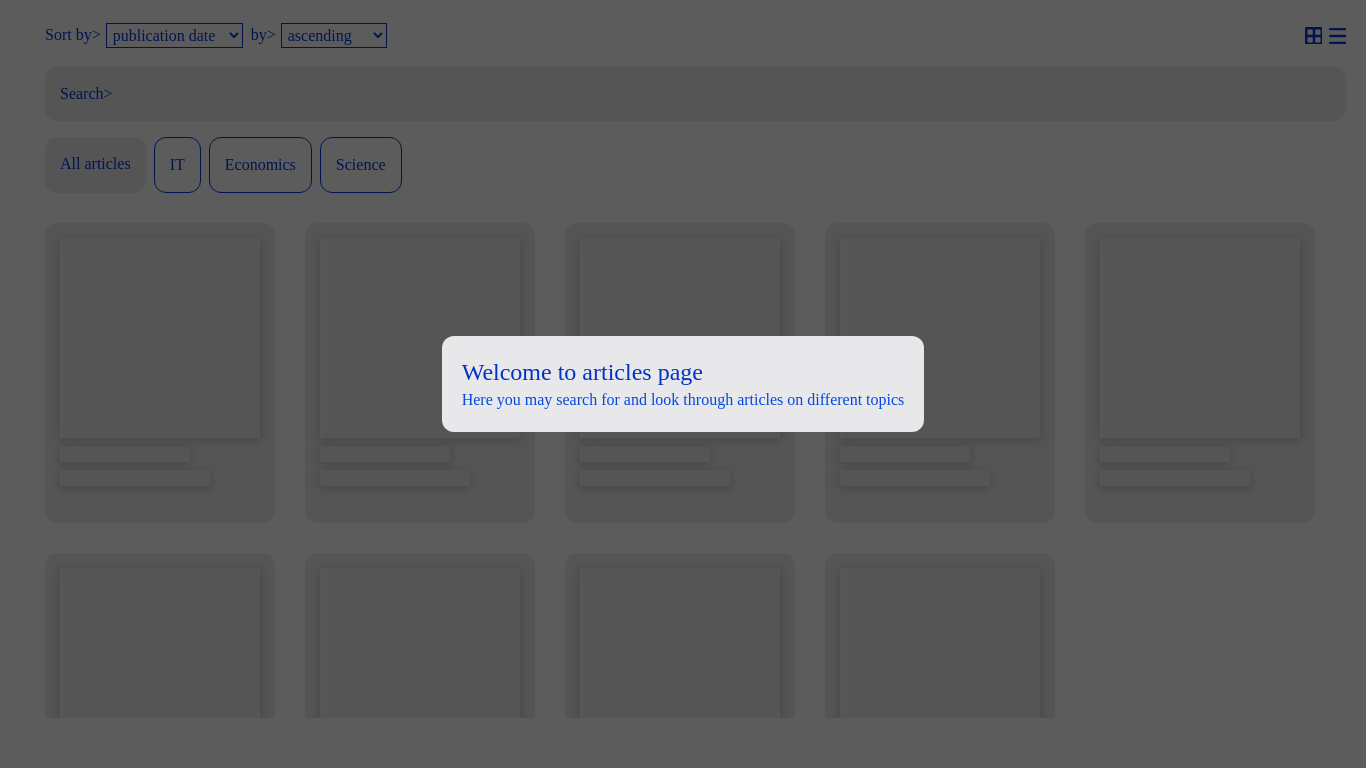 Sort by> publication date by> ascending
Search>
All articles IT Economics Science
Welcome to articles page
Here you may search for and look through articles on different topics